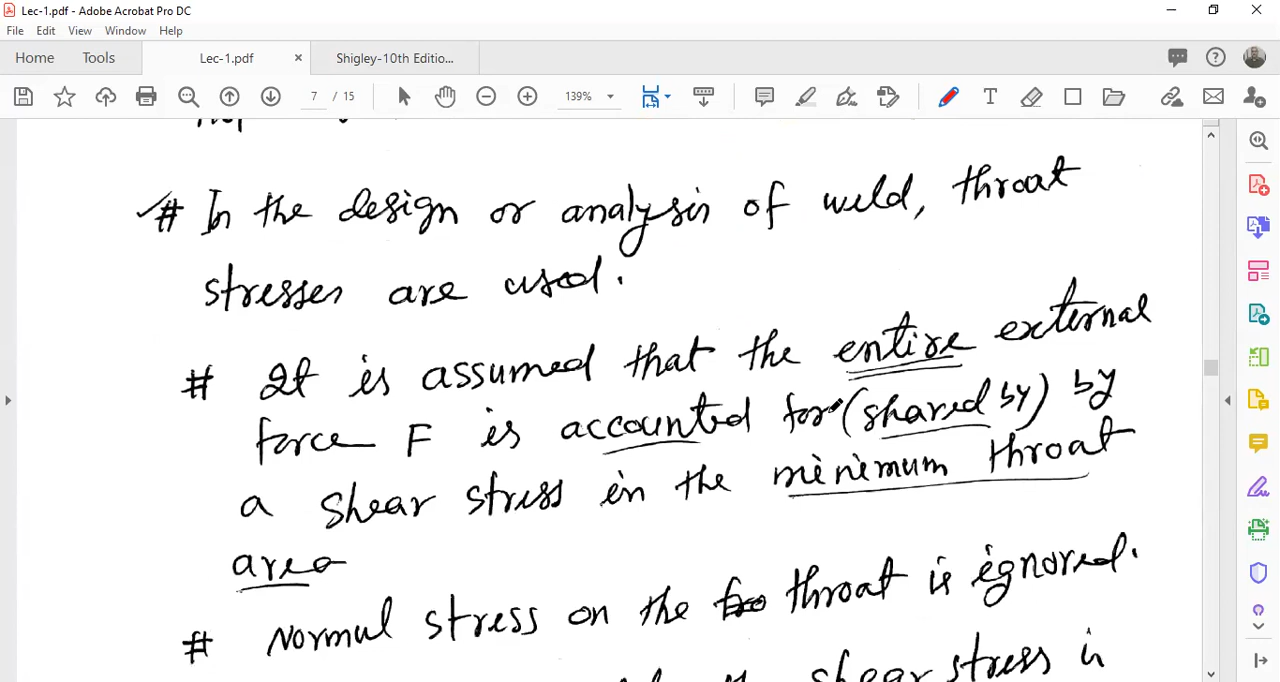 Lec-1.pdf - Adobe Acrobat Pro DC
File Edit View Window Help
Home Tools Lec-1.pdf × Shigley-10th Editio...
7 / 15 139%
# In the design or analysis of weld, throat
stresses are used.
# It is assumed that the entire external
force F is accounted for (shared by) by
a shear stress in the minimum throat
area
# Normal stress on the throat is ignored.
shear stress is